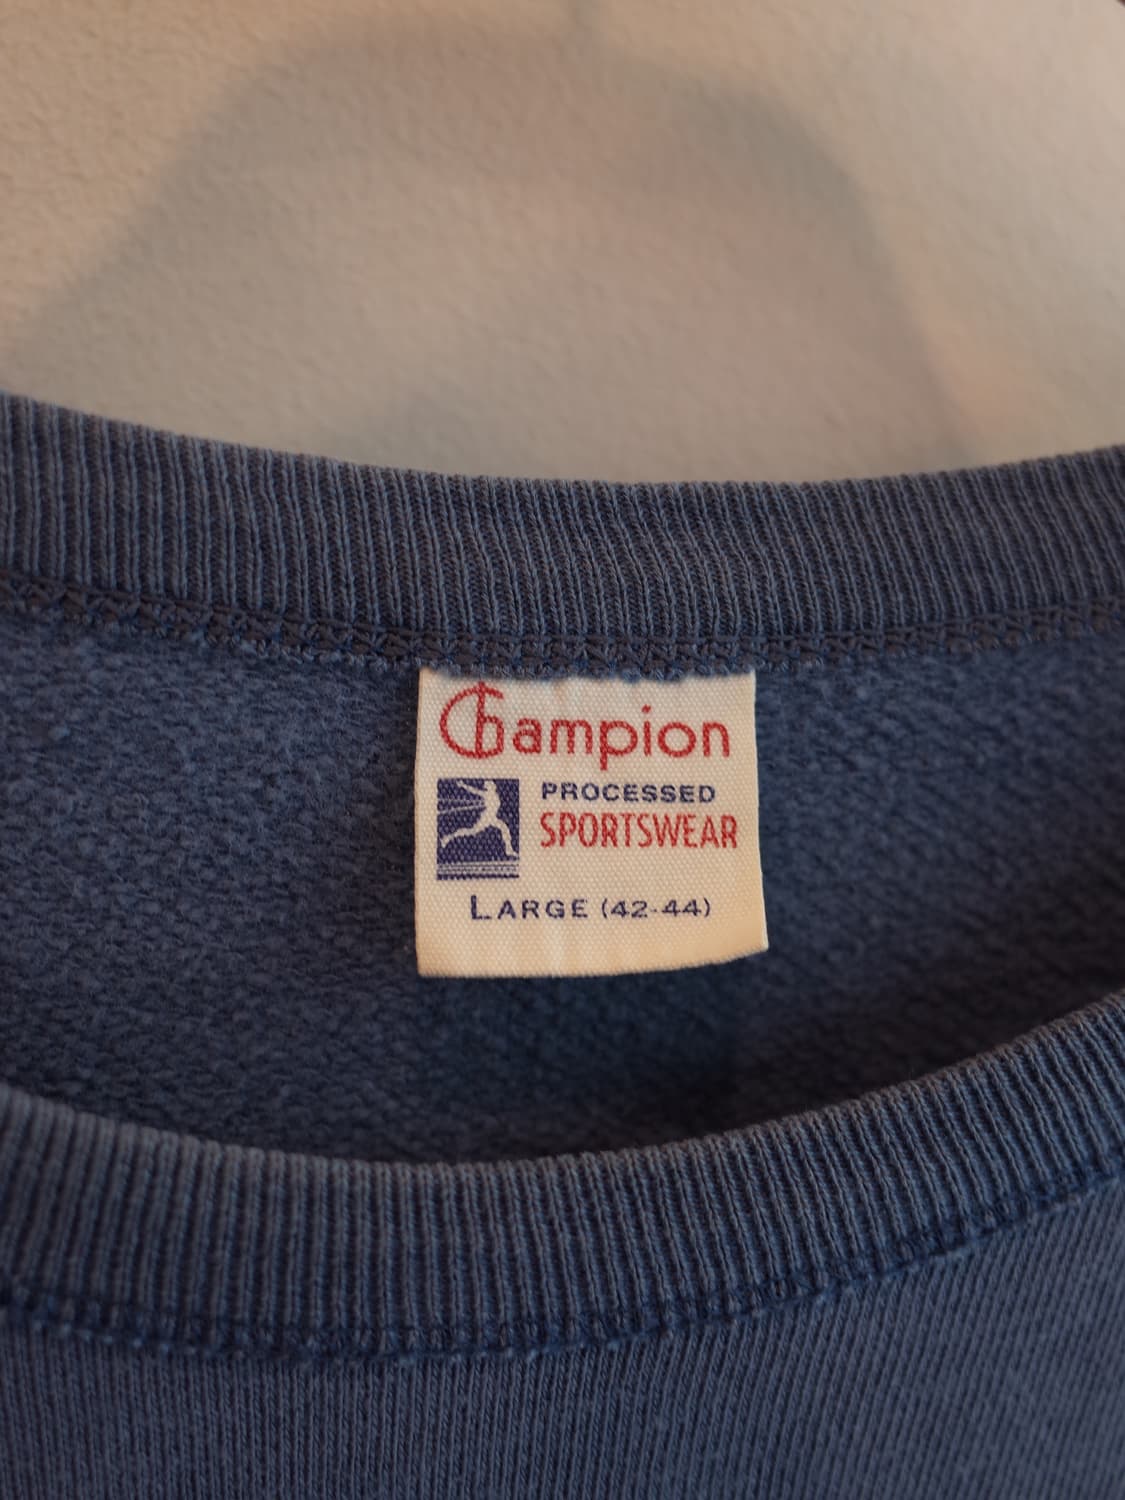 Champion
PROCESSED
SPORTSWEAR
LARGE (42-44)